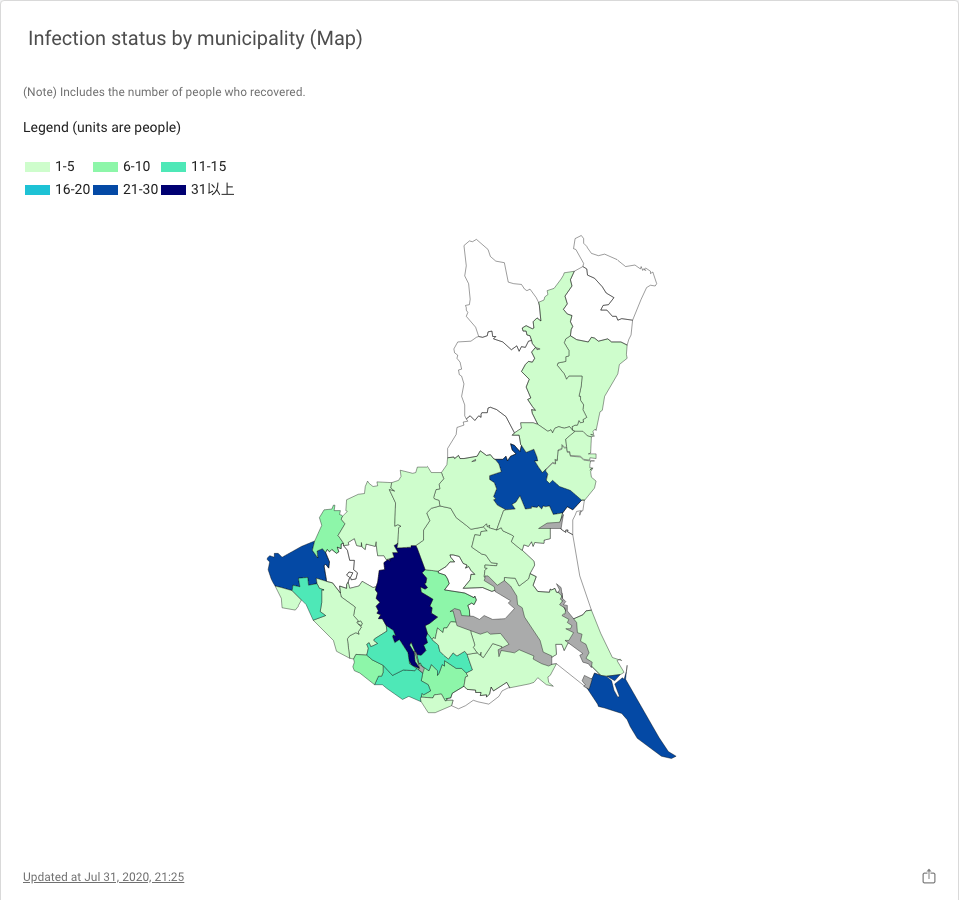 Infection status by municipality (Map)
(Note) Includes the number of people who recovered.
Legend (units are people)
1-5 6-10 11-15
16-20 21-30 31以上
Updated at Jul 31, 2020, 21:25